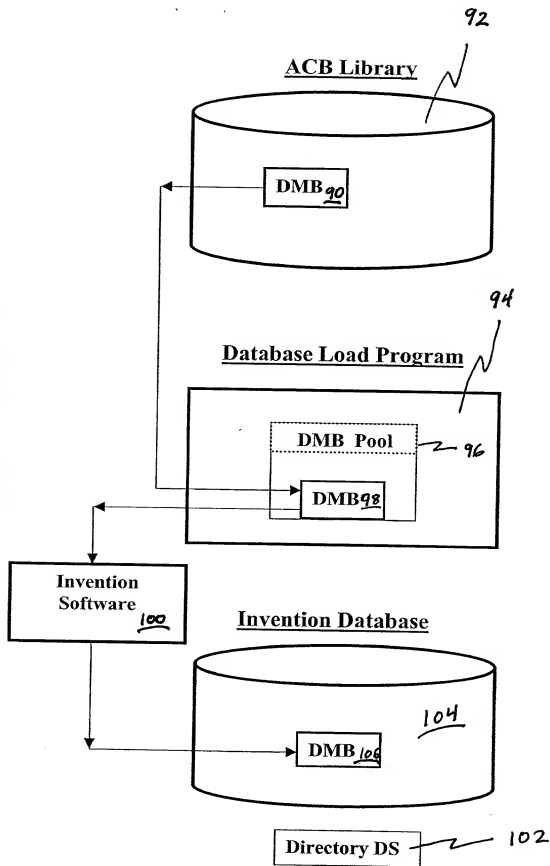 92
ACB Library
DMB 90
94
Database Load Program
DMB Pool
96
DMB 98
Invention
Software
100
Invention Database
104
DMB 106
Directory DS
102